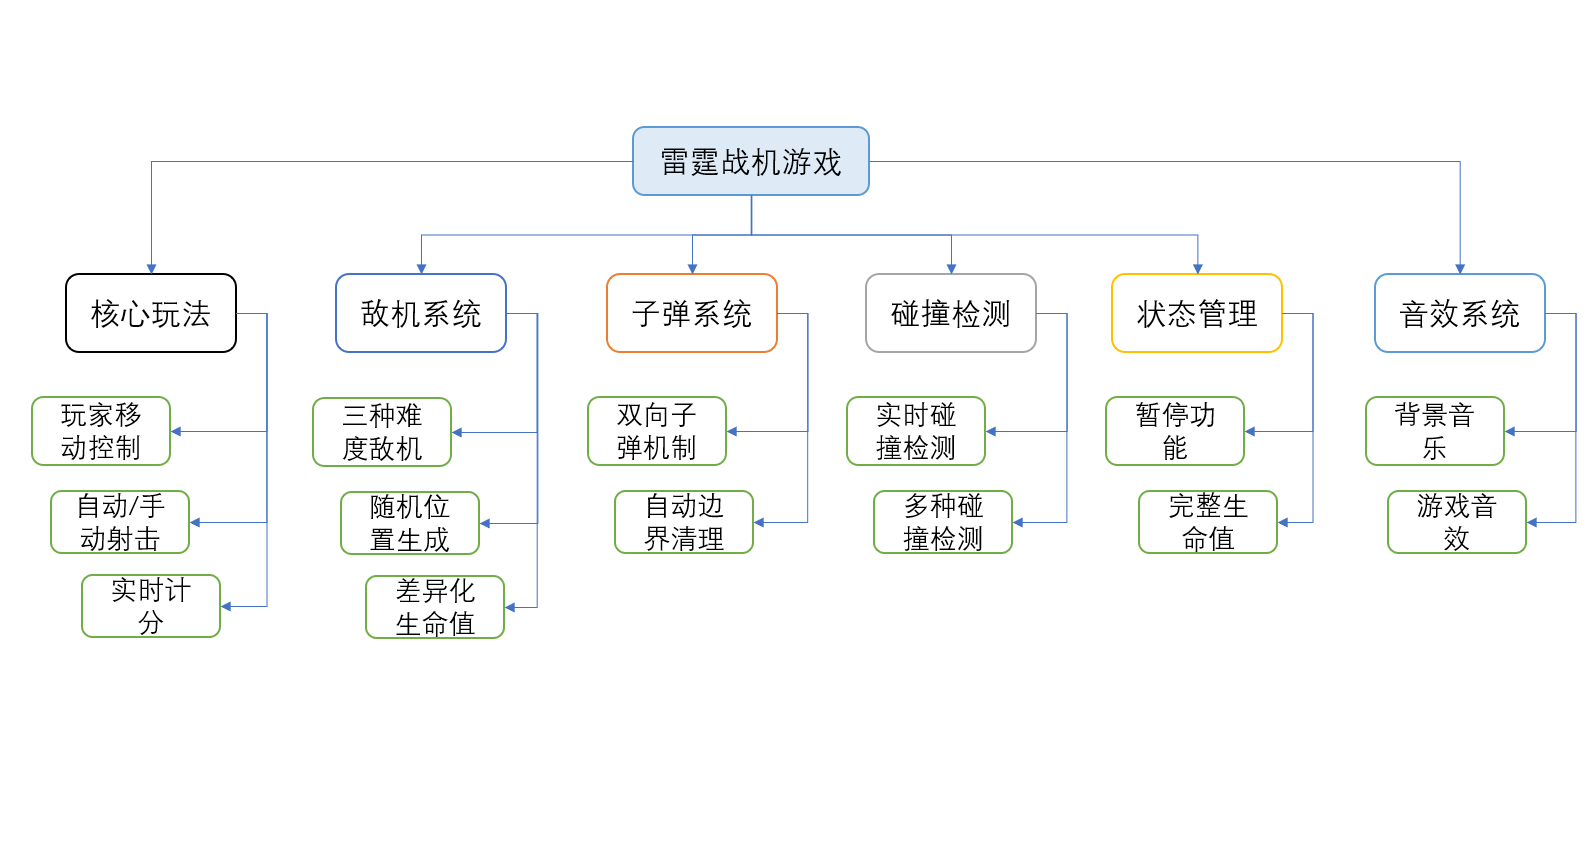 雷霆战机游戏
核心玩法
敌机系统
子弹系统
碰撞检测
状态管理
音效系统
玩家移
动控制
自动/手
动射击
实时计
分
三种难
度敌机
随机位
置生成
差异化
生命值
双向子
弹机制
自动边
界清理
实时碰
撞检测
多种碰
撞检测
暂停功
能
完整生
命值
背景音
乐
游戏音
效